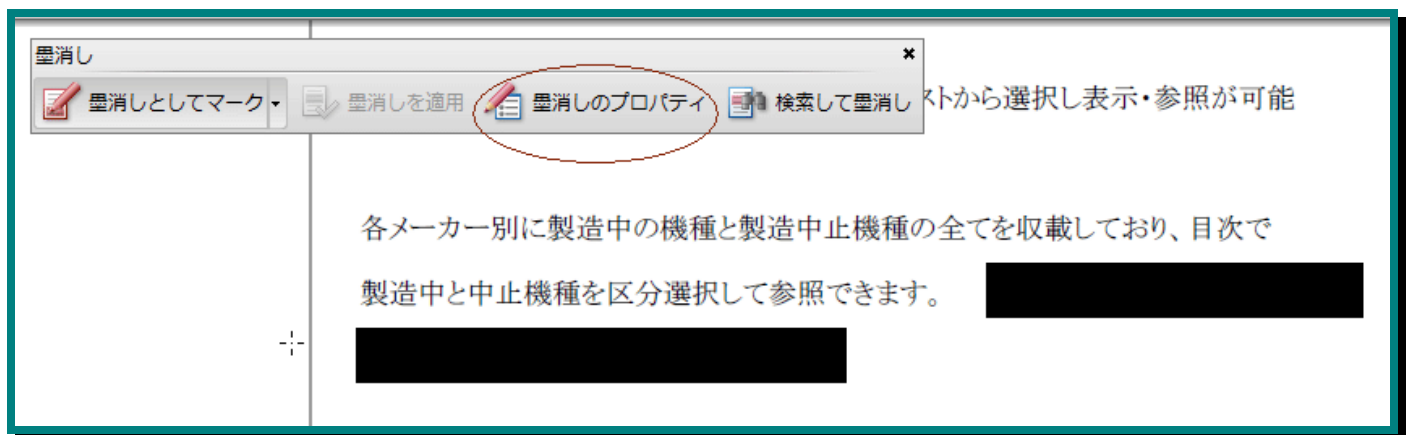 墨消し
墨消しとしてマーク 墨消しを適用 墨消しのプロパティ 検索して墨消し
ストから選択し表示・参照が可能
各メーカー別に製造中の機種と製造中止機種の全てを収載しており、目次で
製造中と中止機種を区分選択して参照できます。